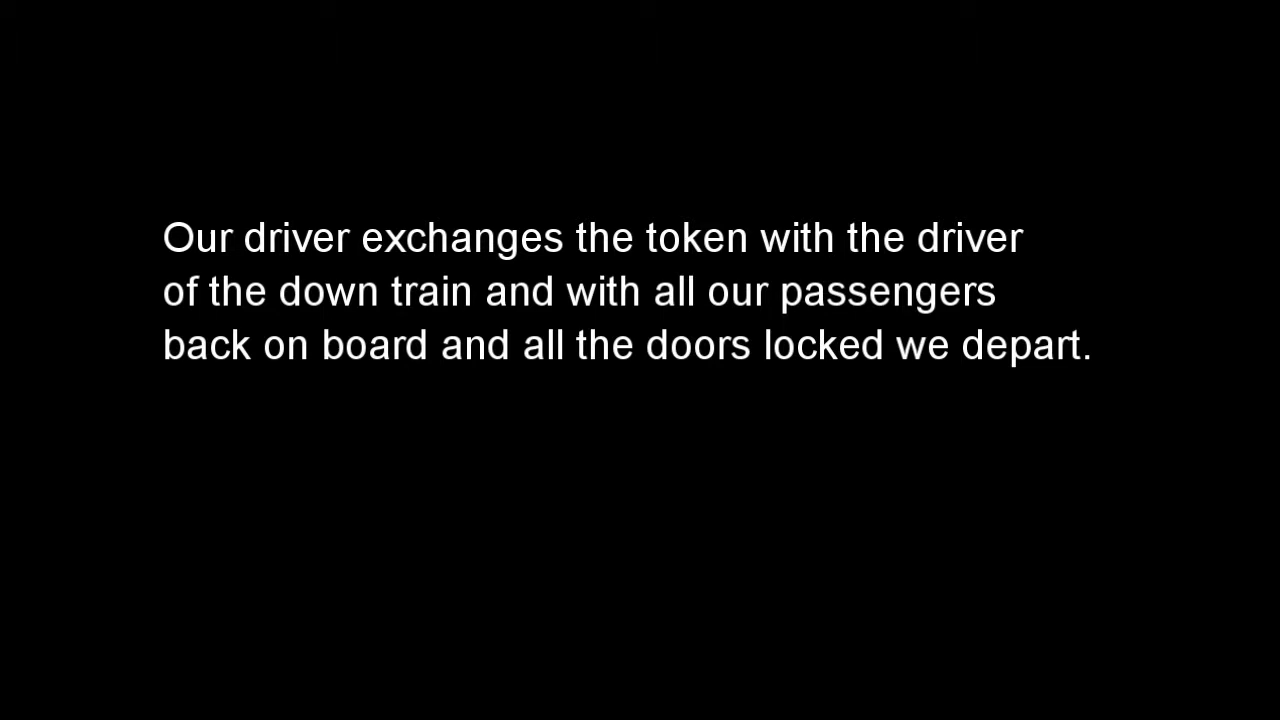 Our driver exchanges the token with the driver
of the down train and with all our passengers
back on board and all the doors locked we depart.